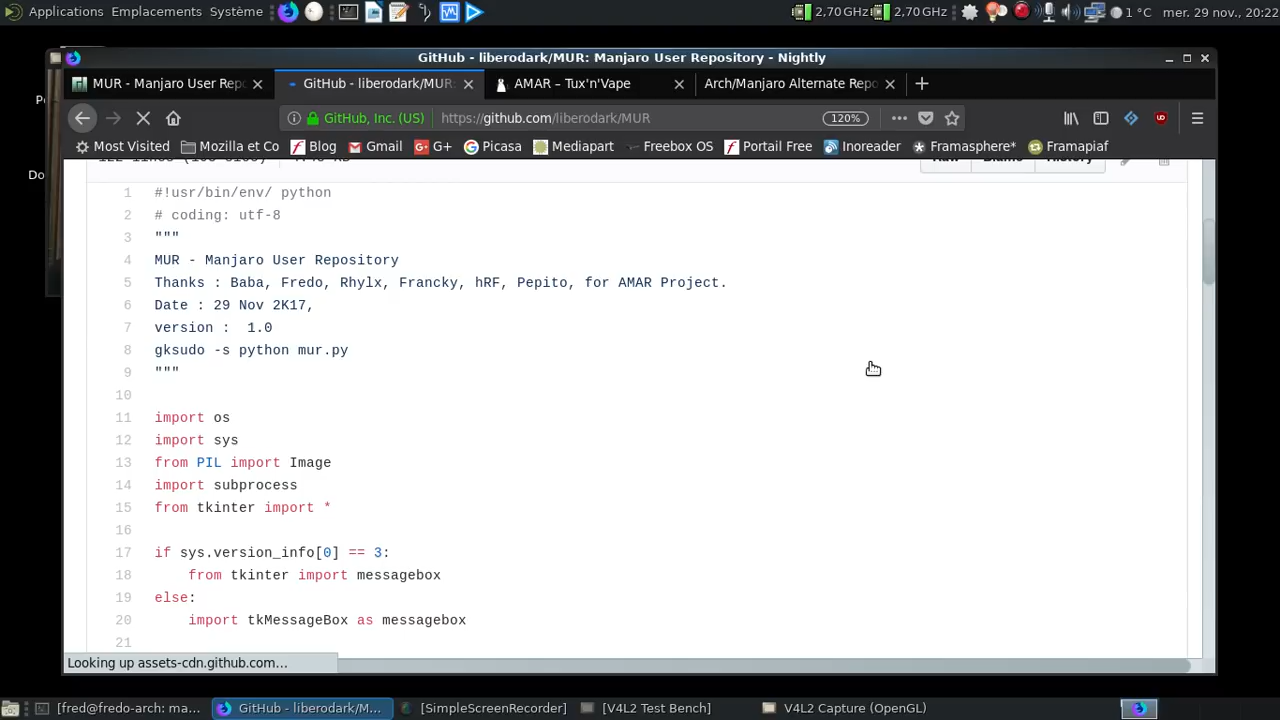 Applications Emplacements Système 2,70 GHz 2,70 GHz 1 °C mer. 29 nov., 20:22
GitHub - liberodark/MUR: Manjaro User Repository - Nightly
MUR - Manjaro User Repo GitHub - liberodark/MUR: AMAR – Tux'n'Vape Arch/Manjaro Alternate Repo
GitHub, Inc. (US) https://github.com/liberodark/MUR 120%
Most Visited Mozilla et Co Blog Gmail G+ Picasa Mediapart Freebox OS Portail Free Inoreader Framasphere* Framapiaf
1 #!usr/bin/env/ python
2 # coding: utf-8
3 """
4 MUR - Manjaro User Repository
5 Thanks : Baba, Fredo, Rhylx, Francky, hRF, Pepito, for AMAR Project.
6 Date : 29 Nov 2K17,
7 version :  1.0
8 gksudo -s python mur.py
9 """
10
11 import os
12 import sys
13 from PIL import Image
14 import subprocess
15 from tkinter import *
16
17 if sys.version_info[0] == 3:
18     from tkinter import messagebox
19 else:
20     import tkMessageBox as messagebox
21
Looking up assets-cdn.github.com…
[fred@fredo-arch: ma... GitHub - liberodark/M... [SimpleScreenRecorder] [V4L2 Test Bench] V4L2 Capture (OpenGL)